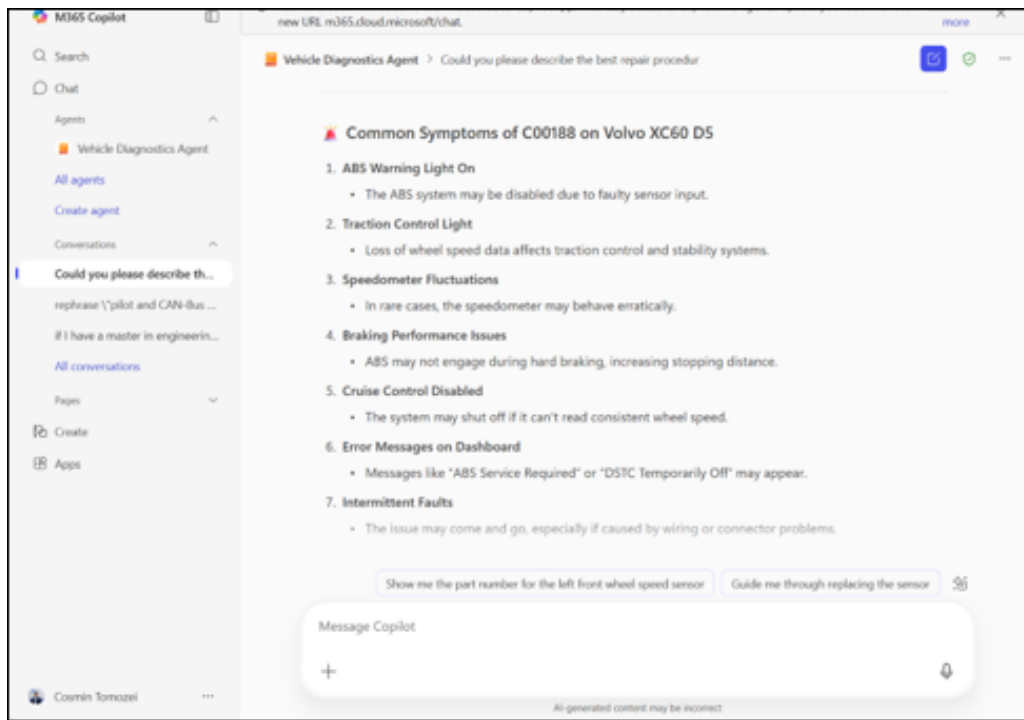 M365 Copilot
new URL m365.cloud.microsoft/chat.
more
Search
Vehicle Diagnostics Agent > Could you please describe the best repair procedur
Chat
Agents
Vehicle Diagnostics Agent
All agents
Create agent
Conversations
Could you please describe th...
rephrase \"pilot and CAN-Bus ...
if I have a master in engineerin...
All conversations
Pages
Create
Apps
Common Symptoms of C00188 on Volvo XC60 D5
1. ABS Warning Light On
• The ABS system may be disabled due to faulty sensor input.
2. Traction Control Light
• Loss of wheel speed data affects traction control and stability systems.
3. Speedometer Fluctuations
• In rare cases, the speedometer may behave erratically.
4. Braking Performance Issues
• ABS may not engage during hard braking, increasing stopping distance.
5. Cruise Control Disabled
• The system may shut off if it can't read consistent wheel speed.
6. Error Messages on Dashboard
• Messages like "ABS Service Required" or "DSTC Temporarily Off" may appear.
7. Intermittent Faults
• The issue may come and go, especially if caused by wiring or connector problems.
Show me the part number for the left front wheel speed sensor
Guide me through replacing the sensor
Message Copilot
Cosmin Tomozei
AI-generated content may be incorrect